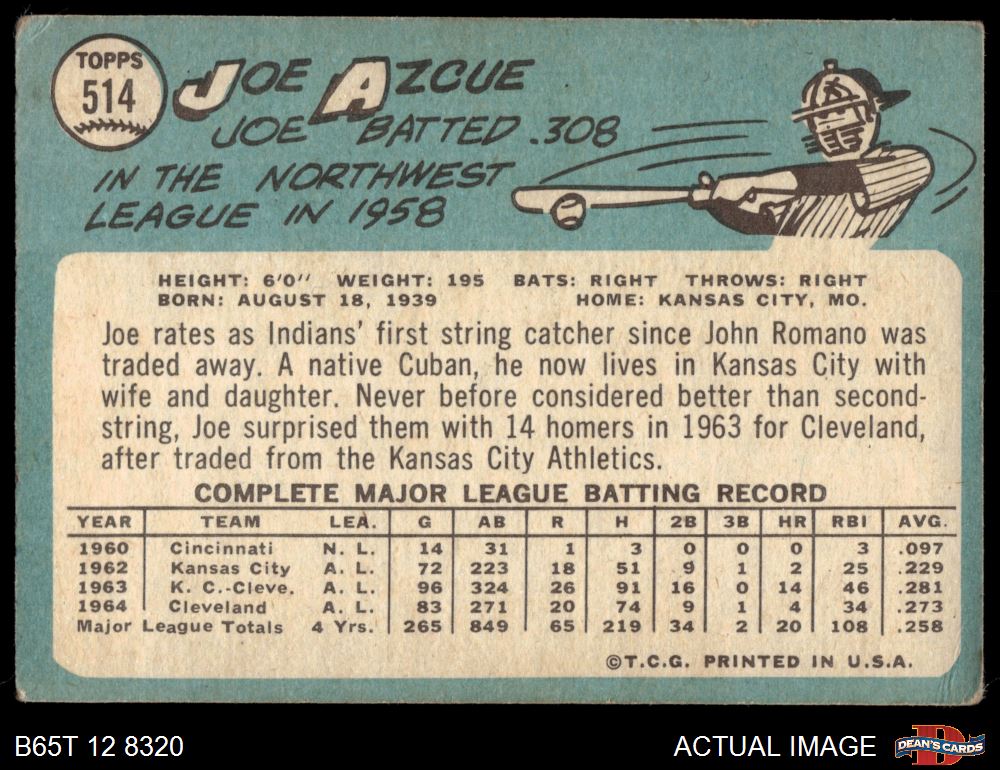 TOPPS
514
JOE AZCUE
JOE BATTED .308
IN THE NORTHWEST
LEAGUE IN 1958
HEIGHT: 6'0" WEIGHT: 195 BATS: RIGHT THROWS: RIGHT
BORN: AUGUST 18, 1939 HOME: KANSAS CITY, MO.
Joe rates as Indians' first string catcher since John Romano was
traded away. A native Cuban, he now lives in Kansas City with
wife and daughter. Never before considered better than second-
string, Joe surprised them with 14 homers in 1963 for Cleveland,
after traded from the Kansas City Athletics.
COMPLETE MAJOR LEAGUE BATTING RECORD
YEAR TEAM LEA. G AB R H 2B 3B HR RBI AVG.
1960 Cincinnati N. L. 14 31 1 3 0 0 0 3 .097
1962 Kansas City A. L. 72 223 18 51 9 1 2 25 .229
1963 K. C.-Cleve. A. L. 96 324 26 91 16 0 14 46 .281
1964 Cleveland A. L. 83 271 20 74 9 1 4 34 .273
Major League Totals 4 Yrs. 265 849 65 219 34 2 20 108 .258
©T.C.G. PRINTED IN U.S.A.
B65T 12 8320 ACTUAL IMAGE DEAN'S CARDS